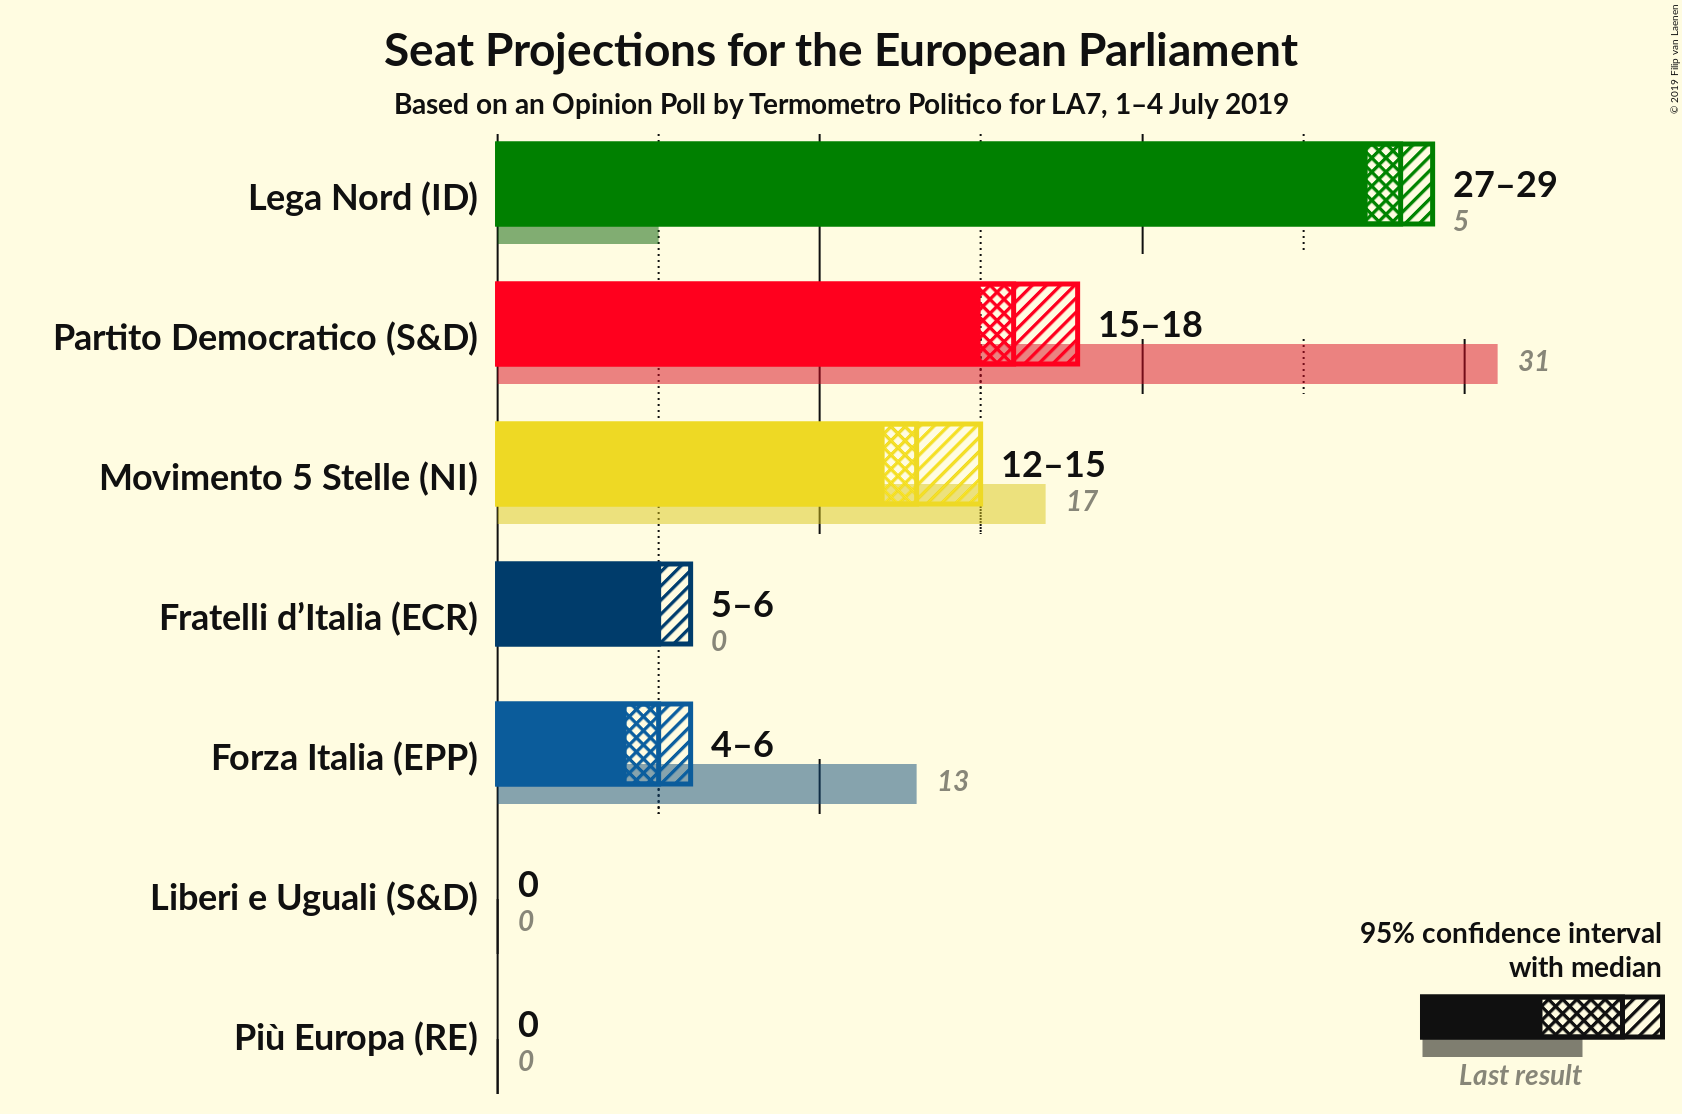 Seat Projections for the European Parliament
Based on an Opinion Poll by Termometro Politico for LA7, 1–4 July 2019
© 2019 Filip van Laenen
Lega Nord (ID)
27–29
5
Partito Democratico (S&D)
15–18
31
Movimento 5 Stelle (NI)
12–15
17
Fratelli d’Italia (ECR)
5–6
0
Forza Italia (EPP)
4–6
13
Liberi e Uguali (S&D)
0
0
Più Europa (RE)
0
0
95% confidence interval
with median
Last result